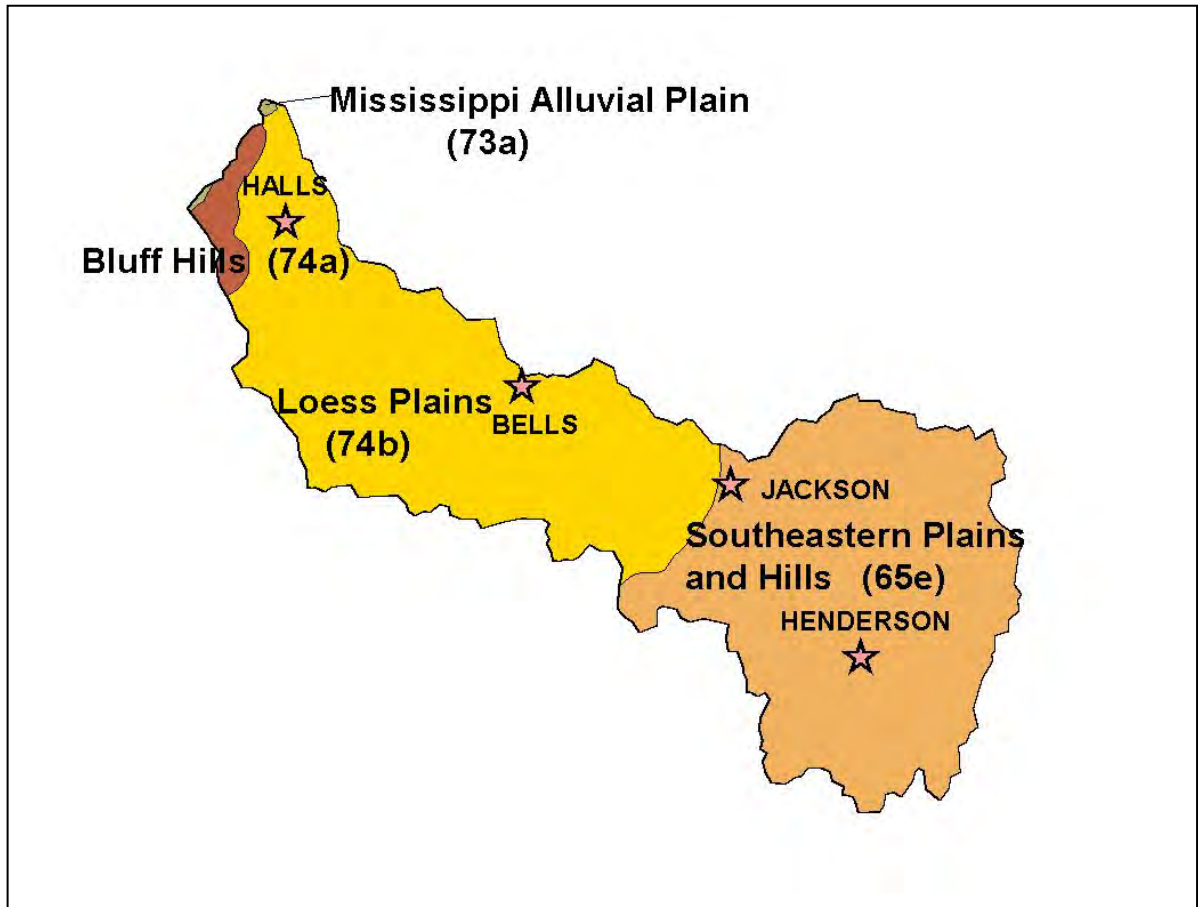 Mississippi Alluvial Plain
(73a)
HALLS
Bluff Hills (74a)
Loess Plains
(74b)
BELLS
JACKSON
Southeastern Plains
and Hills (65e)
HENDERSON